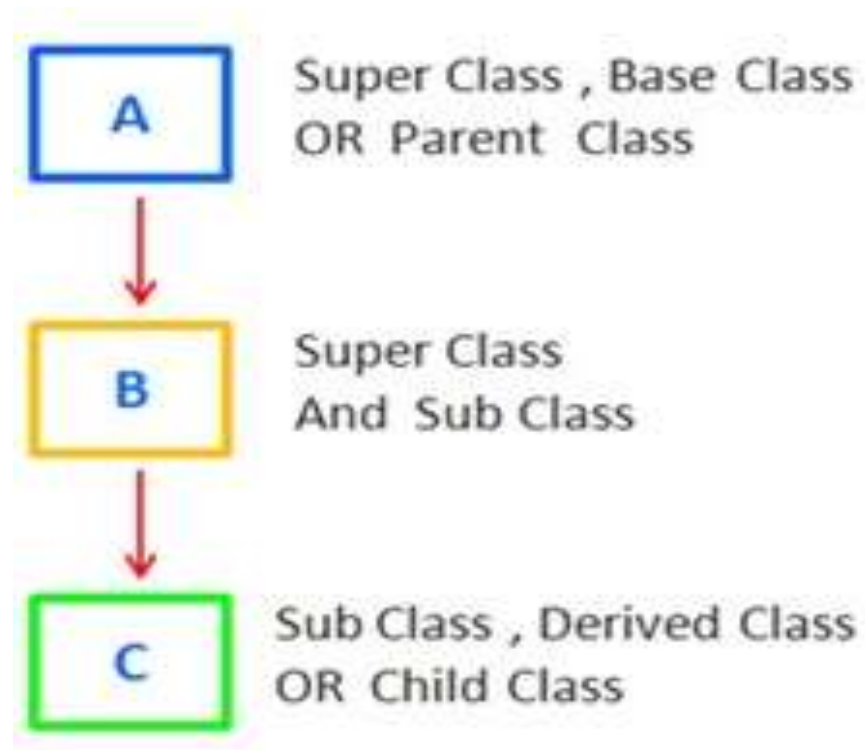 A
Super Class , Base Class
OR Parent Class
B
Super Class
And Sub Class
C
Sub Class , Derived Class
OR Child Class